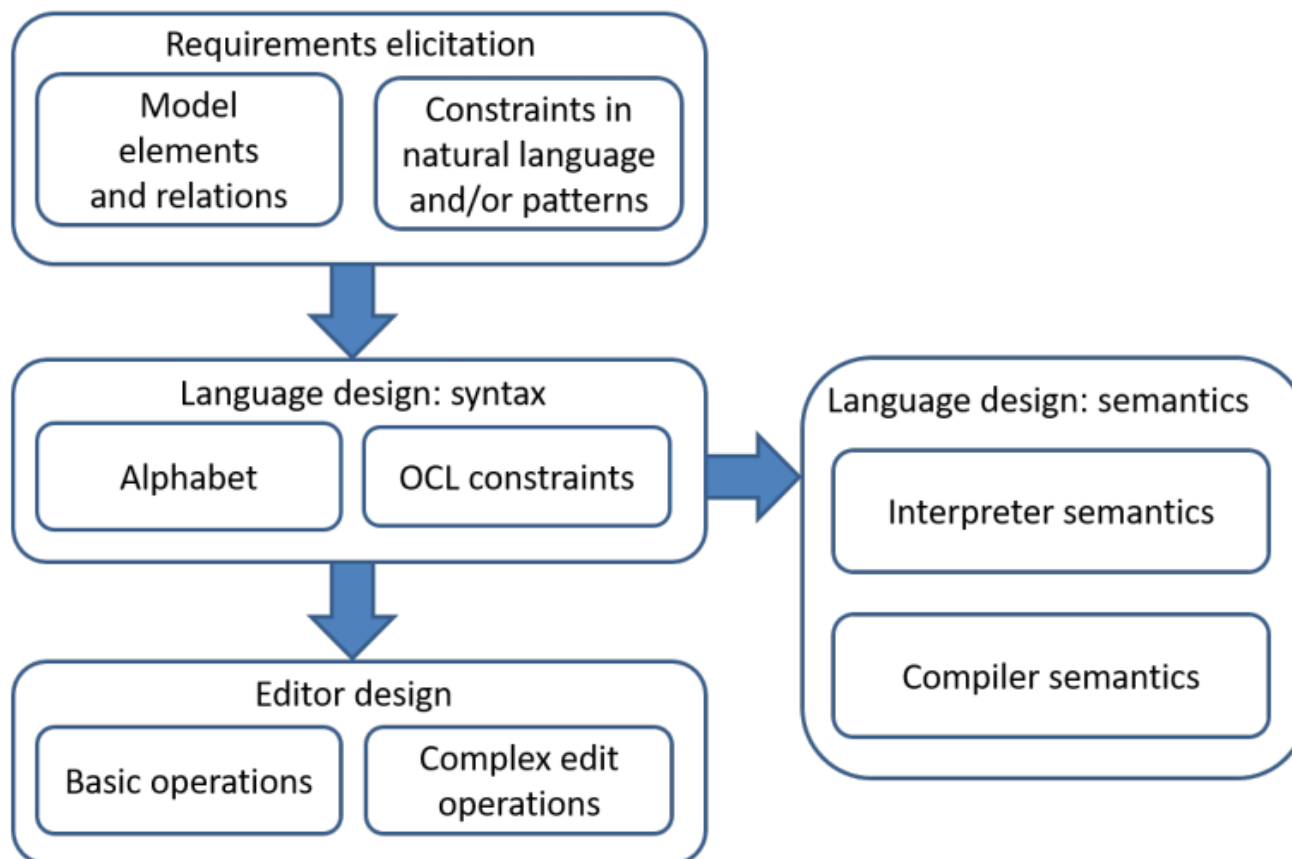 Requirements elicitation
Model
elements
and relations
Constraints in
natural language
and/or patterns
Language design: syntax
Alphabet
OCL constraints
Language design: semantics
Interpreter semantics
Compiler semantics
Editor design
Basic operations
Complex edit
operations